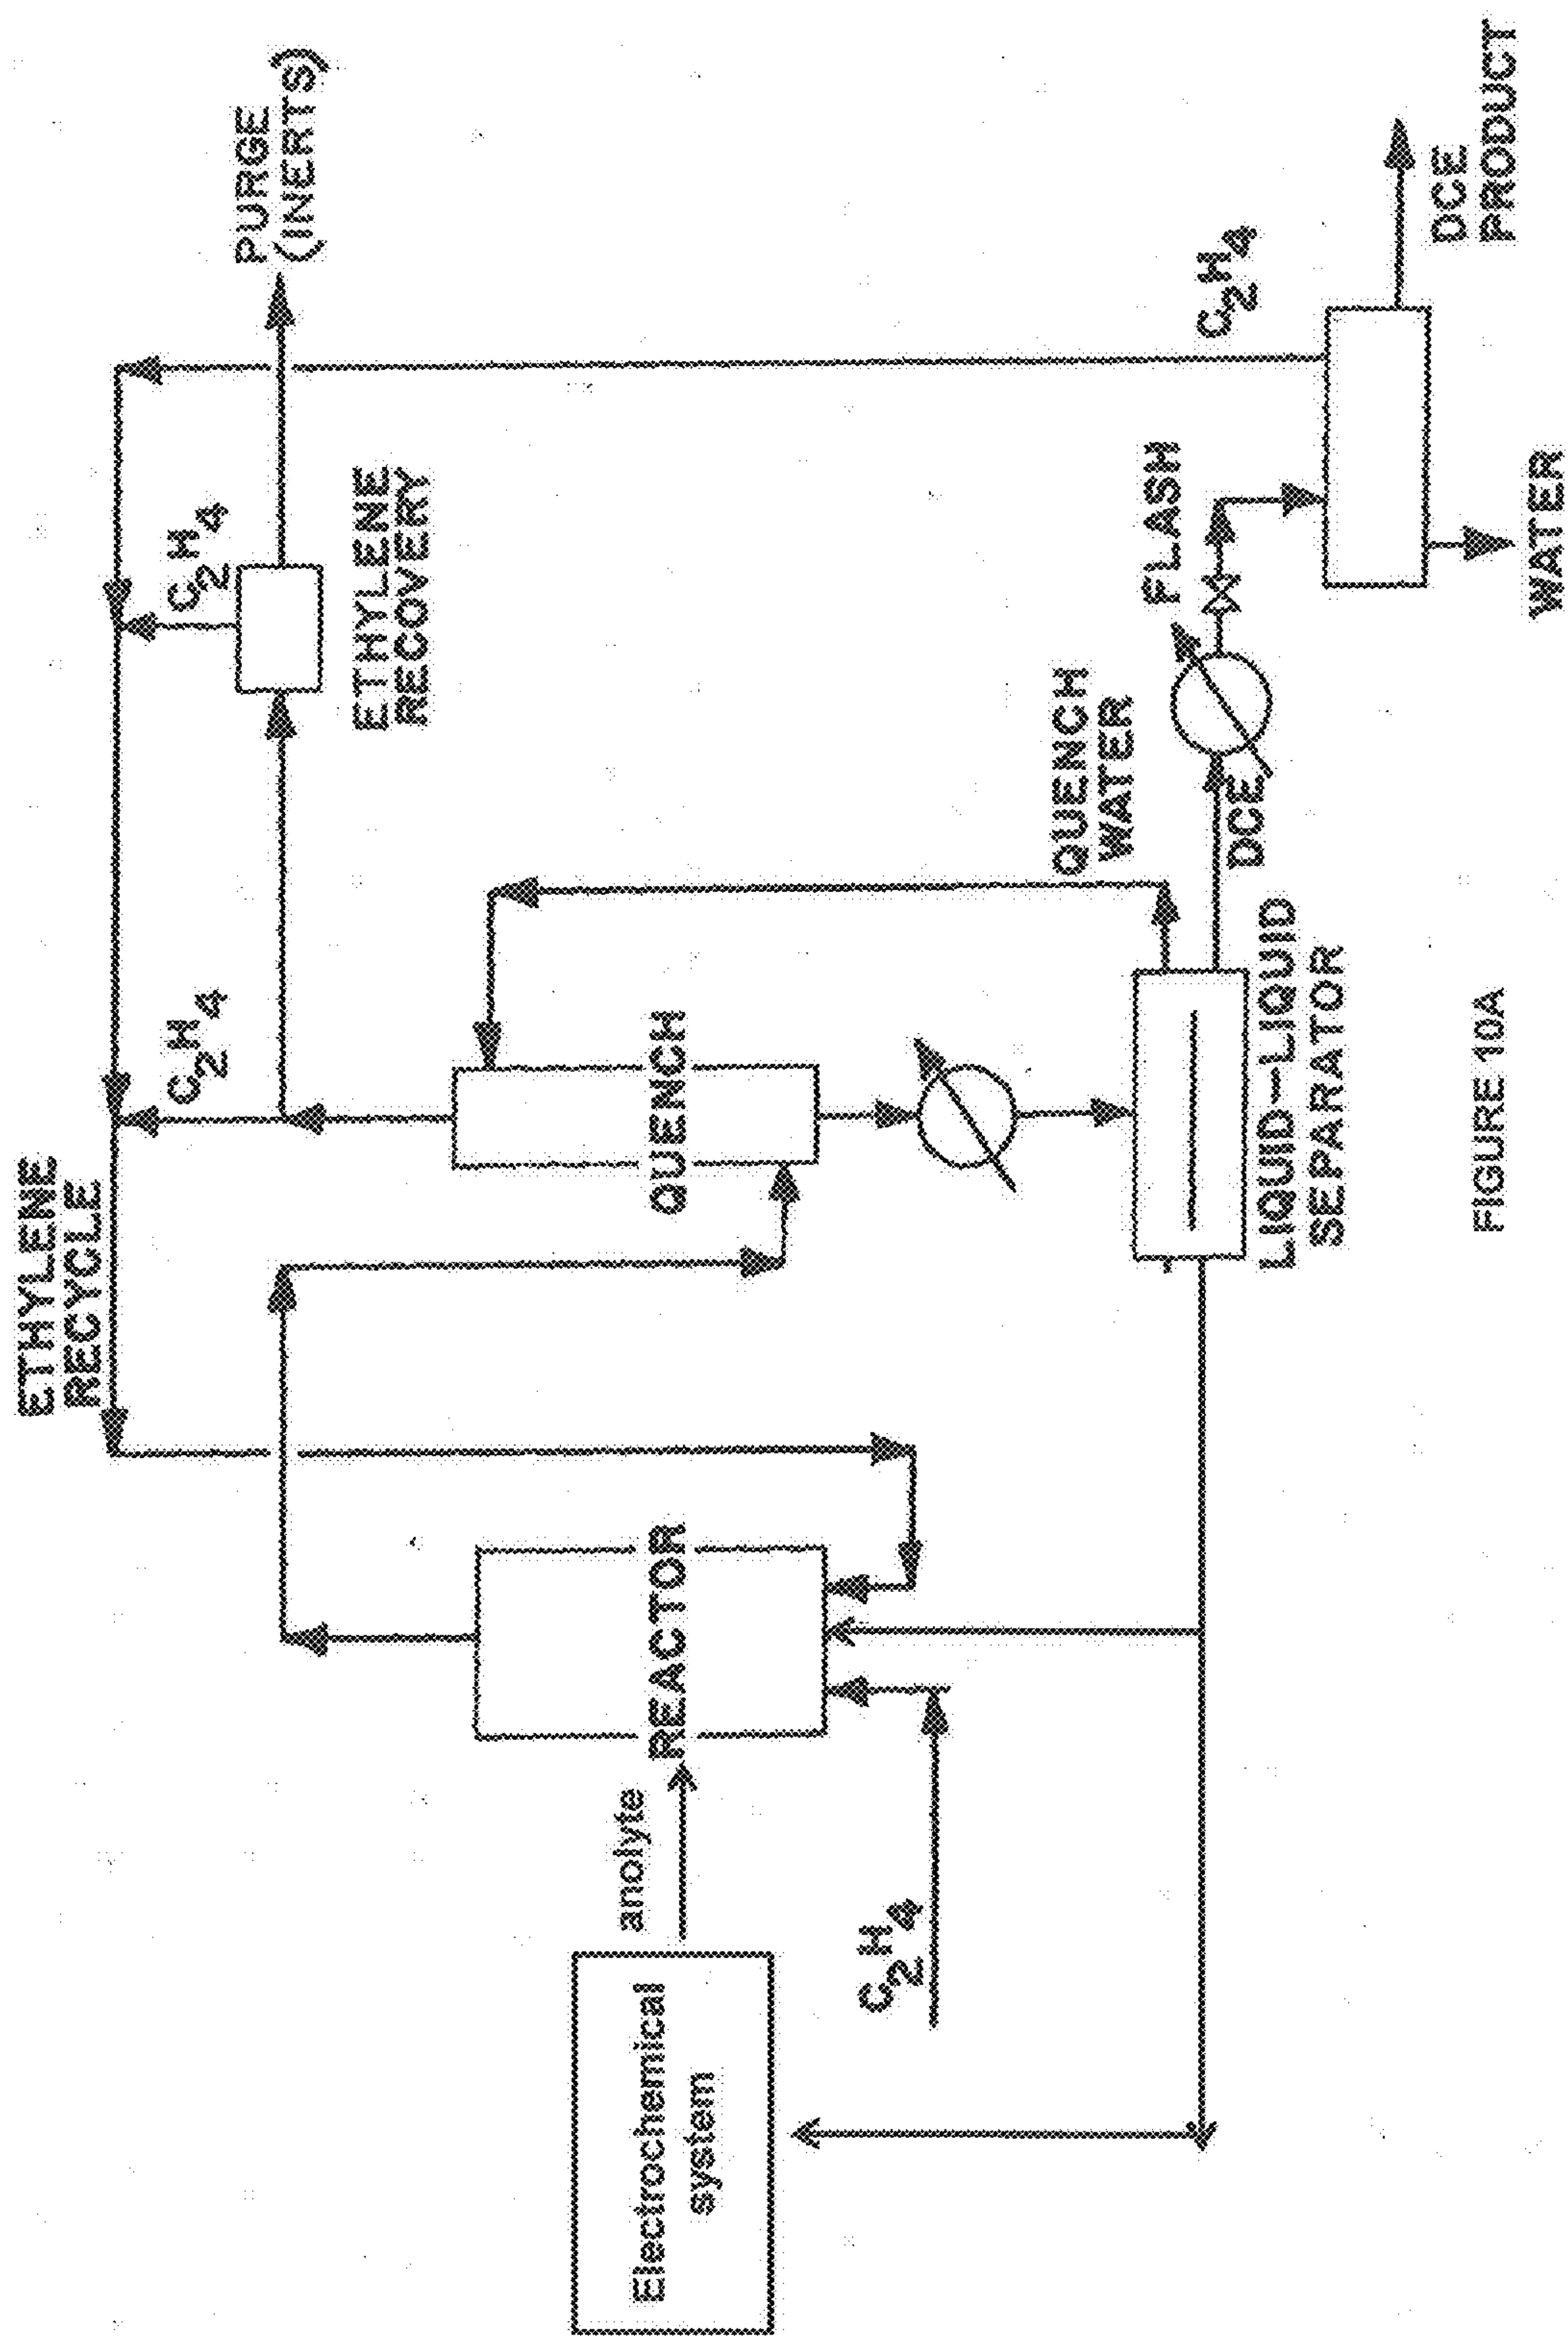 ETHYLENE
RECYCLE
C2H4
C2H4
PURGE
(INERTS)
ETHYLENE
RECOVERY
Electrochemical
system
anolyte
REACTOR
QUENCH
C2H4
QUENCH
WATER
FLASH
C2H4
DCE
LIQUID-LIQUID
SEPARATOR
DCE
PRODUCT
WATER
FIGURE 10A